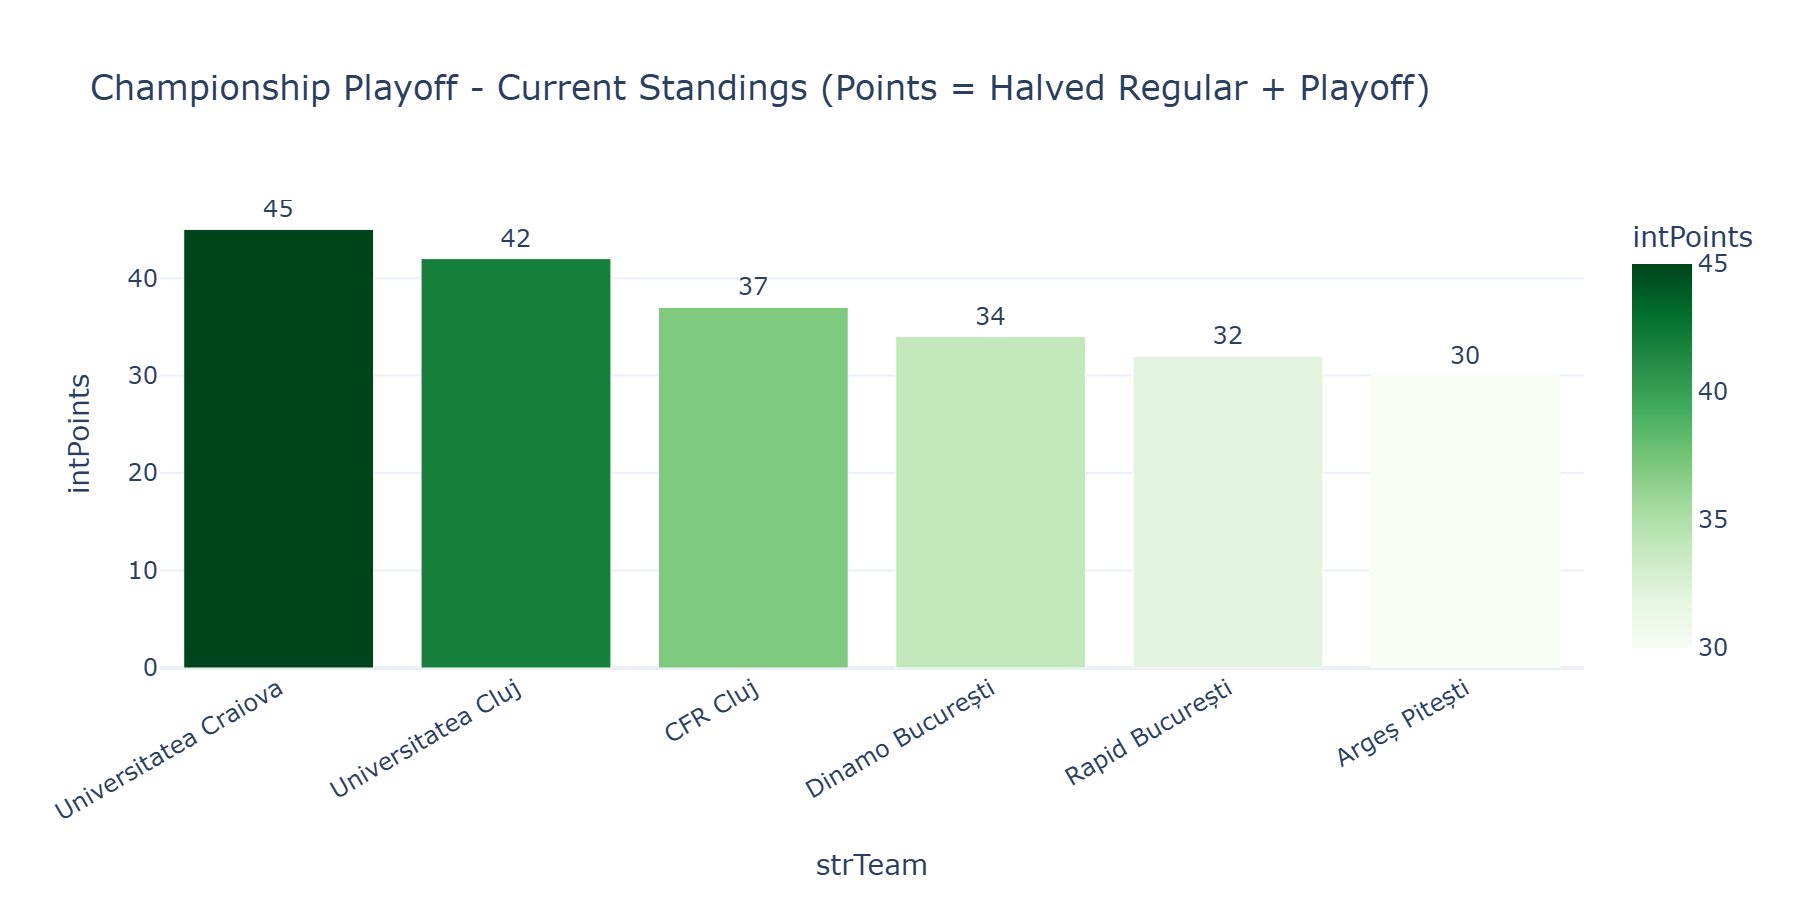 Championship Playoff - Current Standings (Points = Halved Regular + Playoff)
45
42
37
34
32
30
intPoints
40
30
20
10
0
Universitatea Craiova
Universitatea Cluj
CFR Cluj
Dinamo București
Rapid București
Argeș Pitești
strTeam
intPoints
45
40
35
30